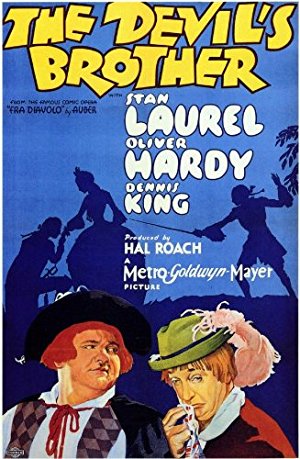 THE DEVIL'S
BROTHER
WITH
FROM THE FAMOUS COMIC OPERA
"FRA DIAVOLO" by AUBER
STAN
LAUREL
OLIVER
HARDY
DENNIS
KING
Produced by
HAL ROACH
A
Metro-Goldwyn-Mayer
PICTURE